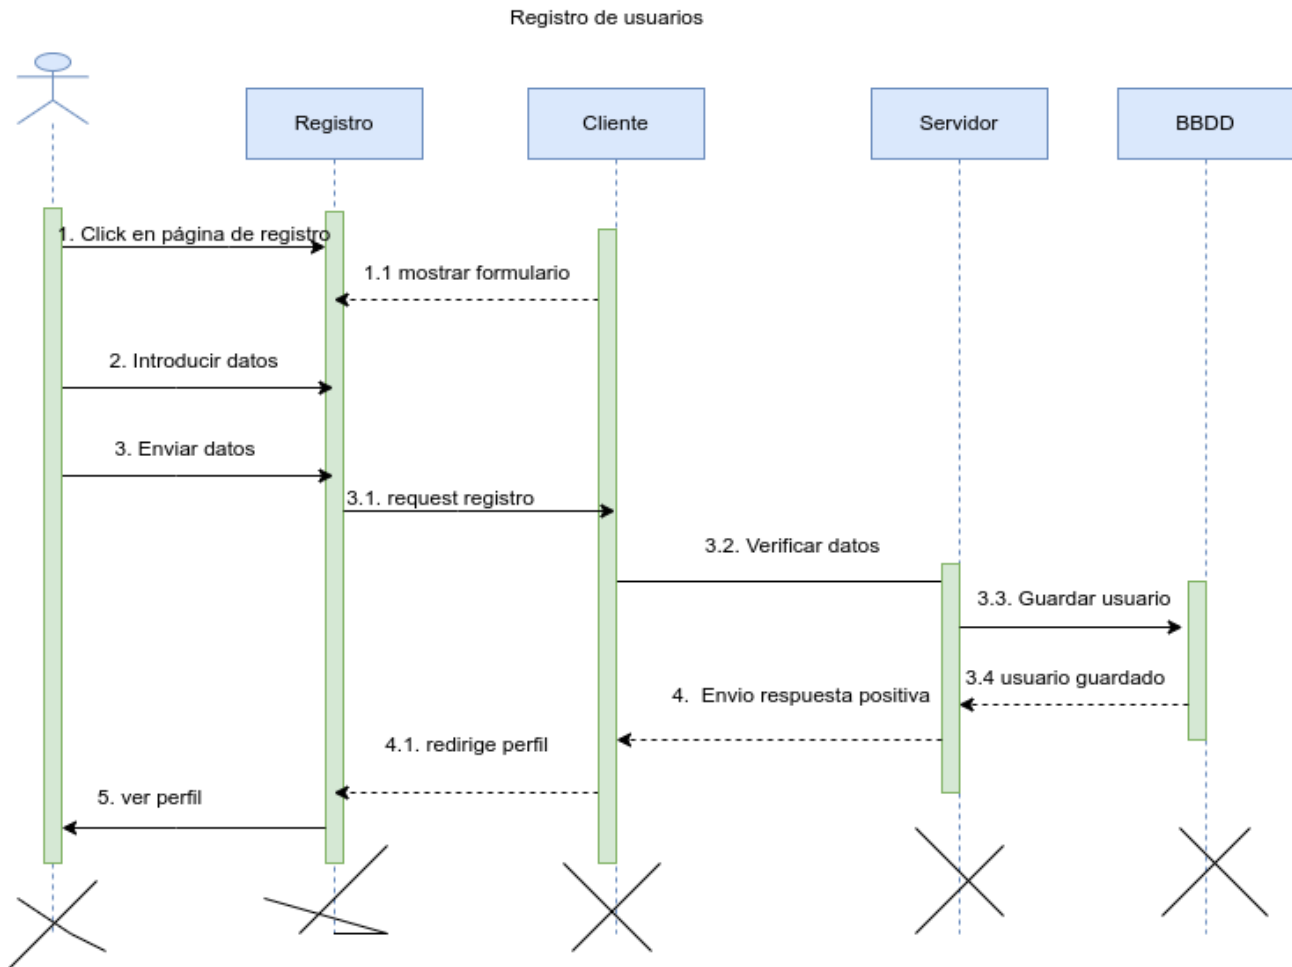 Registro de usuarios
Registro
Cliente
Servidor
BBDD
1. Click en página de registro
1.1 mostrar formulario
2. Introducir datos
3. Enviar datos
3.1. request registro
3.2. Verificar datos
3.3. Guardar usuario
3.4 usuario guardado
4.  Envio respuesta positiva
4.1. redirige perfil
5. ver perfil